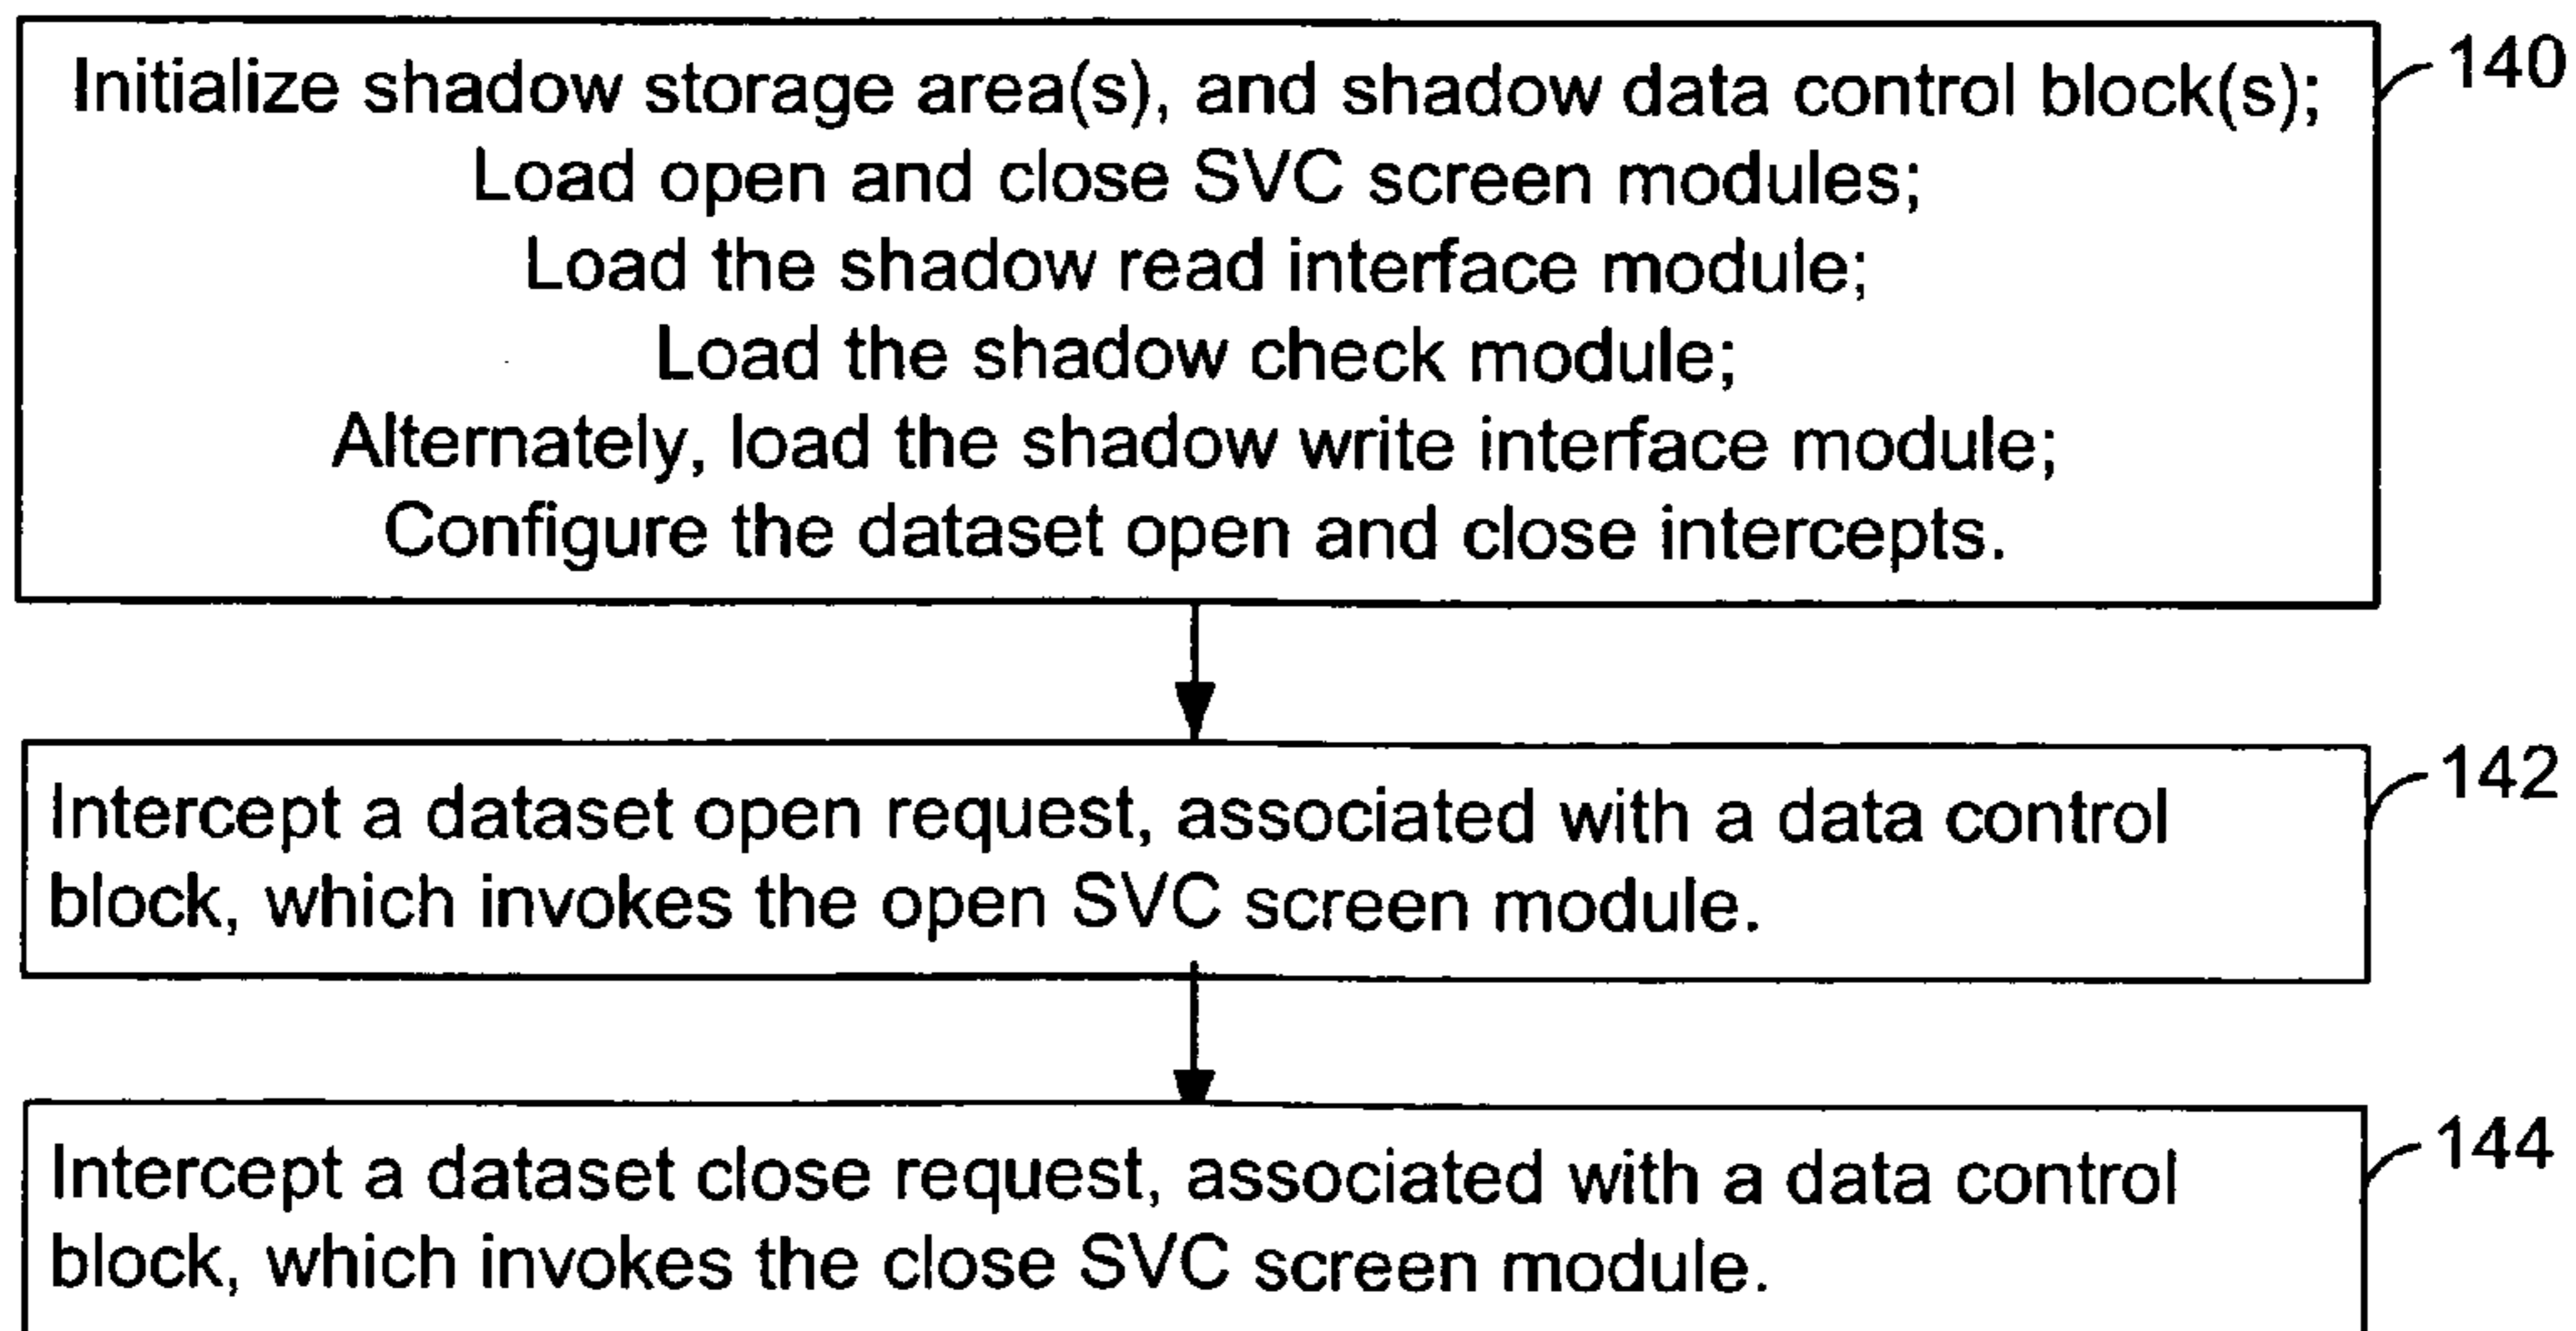 Initialize shadow storage area(s), and shadow data control block(s);
Load open and close SVC screen modules;
Load the shadow read interface module;
Load the shadow check module;
Alternately, load the shadow write interface module;
Configure the dataset open and close intercepts.
140
Intercept a dataset open request, associated with a data control
block, which invokes the open SVC screen module.
142
Intercept a dataset close request, associated with a data control
block, which invokes the close SVC screen module.
144